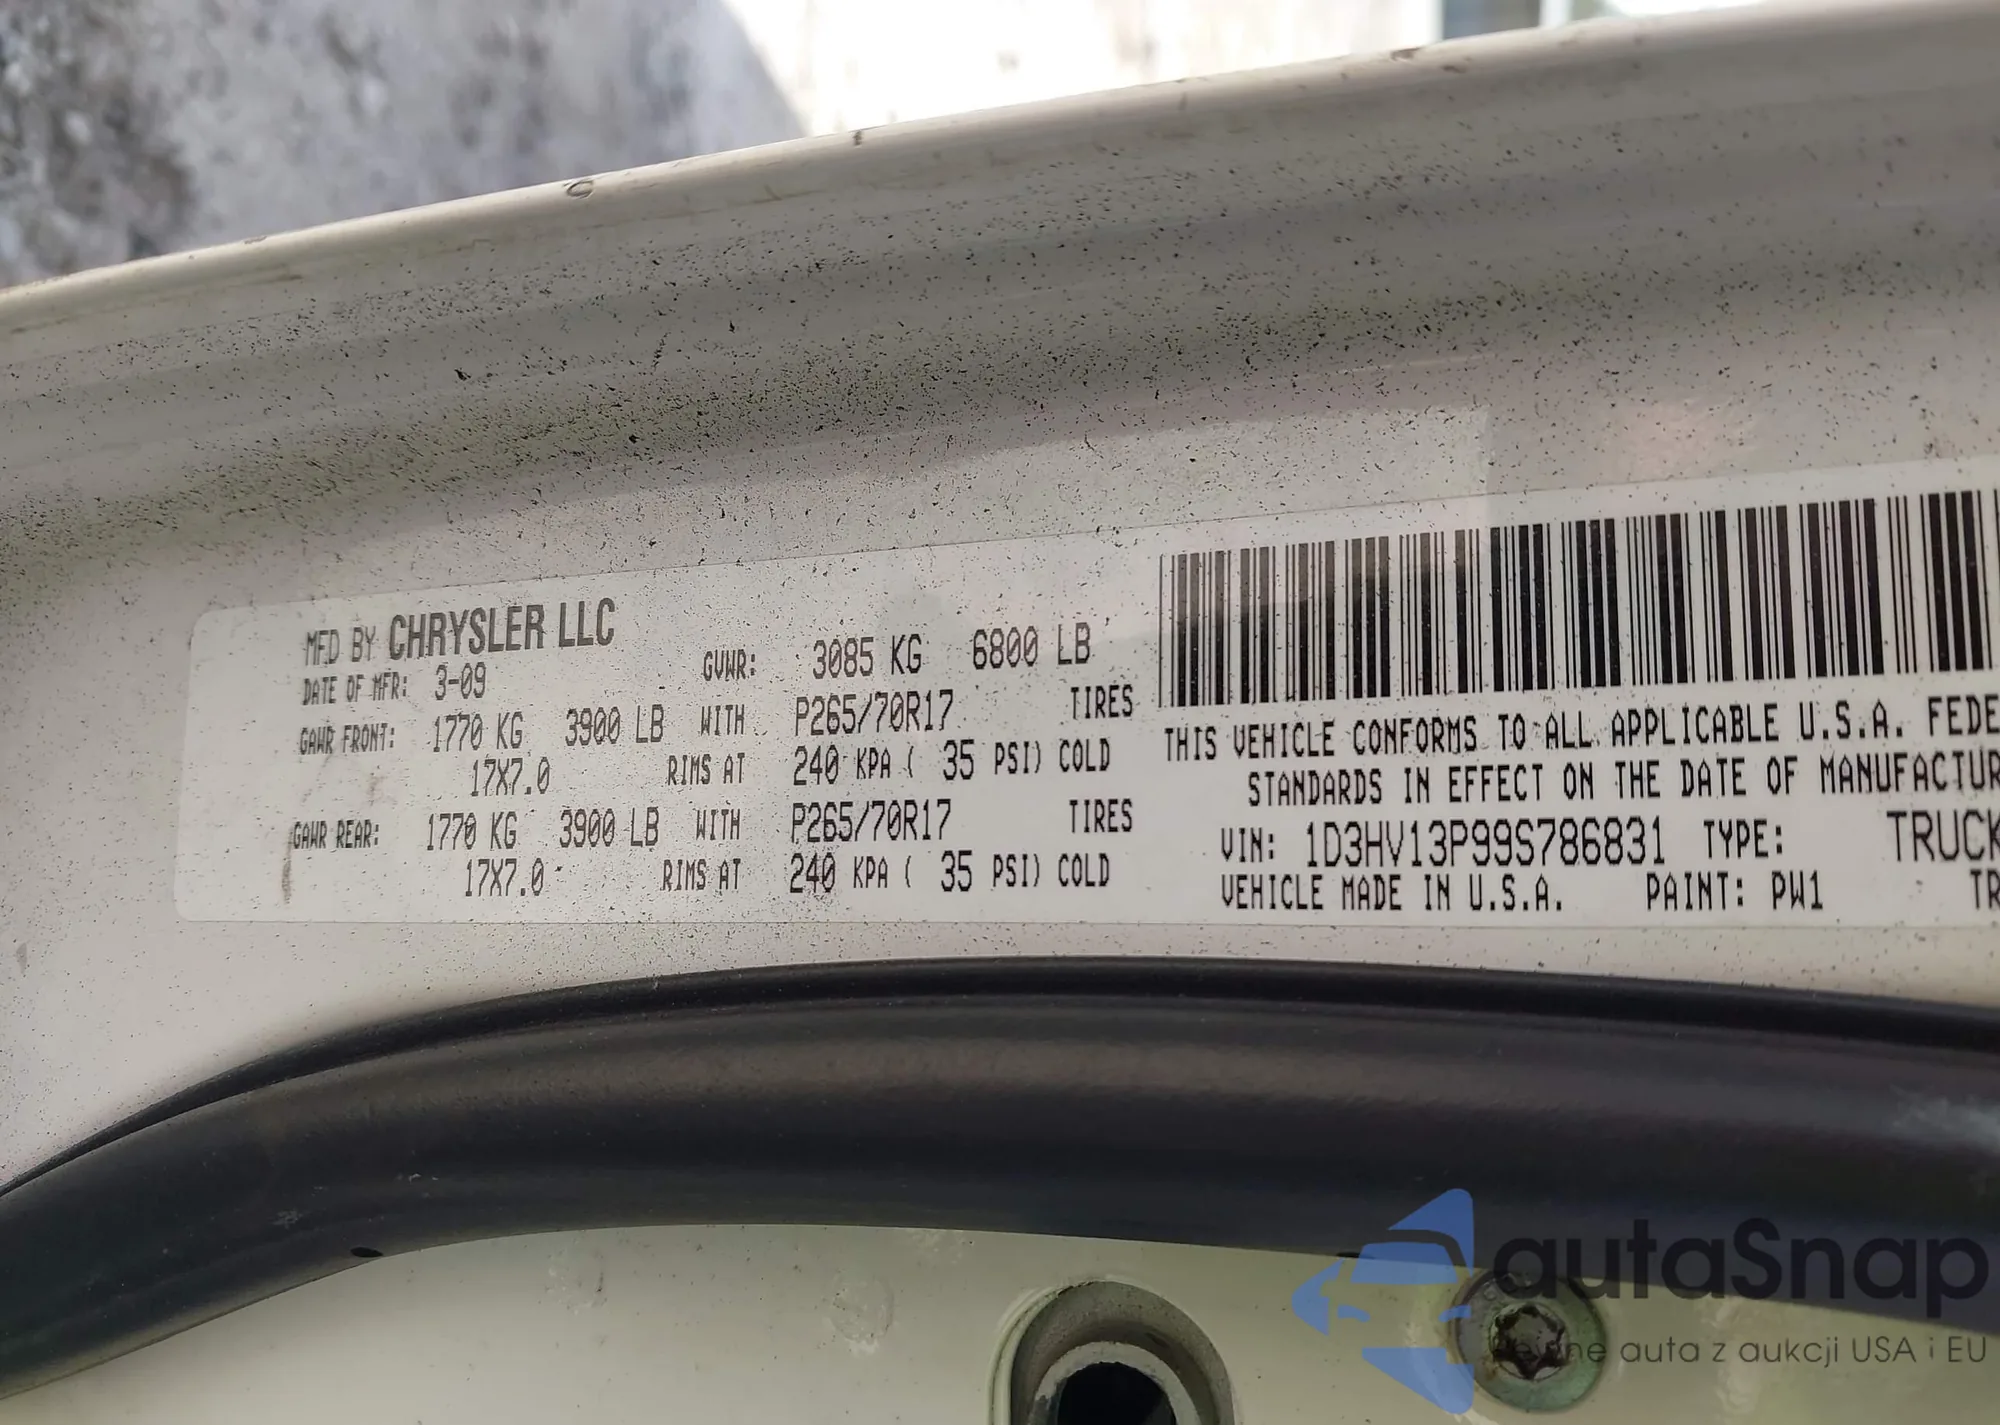 MFD BY CHRYSLER LLC
DATE OF MFR: 3-09 GVWR: 3085 KG 6800 LB
GAWR FRONT: 1770 KG 3900 LB WITH P265/70R17 TIRES
17X7.0 RIMS AT 240 KPA ( 35 PSI) COLD
GAWR REAR: 1770 KG 3900 LB WITH P265/70R17 TIRES
17X7.0 RIMS AT 240 KPA ( 35 PSI) COLD
THIS VEHICLE CONFORMS TO ALL APPLICABLE U.S.A. FEDE
STANDARDS IN EFFECT ON THE DATE OF MANUFACTUR
VIN: 1D3HV13P99S786831 TYPE: TRUCK
VEHICLE MADE IN U.S.A. PAINT: PW1 TR
autaSnap
auta z aukcji USA i EU